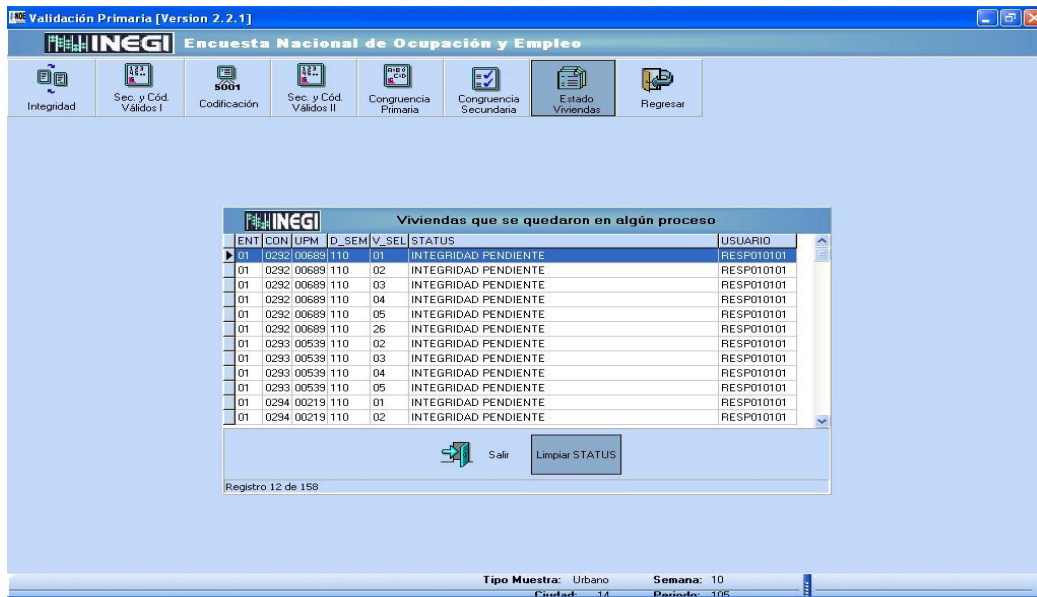 Validación Primaria [Version 2.2.1]
INEGI Encuesta Nacional de Ocupación y Empleo
Integridad
Sec. y Cód. Válidos I
5001
Codificación
Sec. y Cód. Válidos II
Congruencia Primaria
Congruencia Secundaria
Estado Viviendas
Regresar
INEGI Viviendas que se quedaron en algún proceso
ENT CON UPM D_SEM V_SEL STATUS USUARIO
01 0292 00689 110 01 INTEGRIDAD PENDIENTE RESP010101
01 0292 00689 110 02 INTEGRIDAD PENDIENTE RESP010101
01 0292 00689 110 03 INTEGRIDAD PENDIENTE RESP010101
01 0292 00689 110 04 INTEGRIDAD PENDIENTE RESP010101
01 0292 00689 110 05 INTEGRIDAD PENDIENTE RESP010101
01 0292 00689 110 26 INTEGRIDAD PENDIENTE RESP010101
01 0293 00539 110 02 INTEGRIDAD PENDIENTE RESP010101
01 0293 00539 110 03 INTEGRIDAD PENDIENTE RESP010101
01 0293 00539 110 04 INTEGRIDAD PENDIENTE RESP010101
01 0293 00539 110 05 INTEGRIDAD PENDIENTE RESP010101
01 0294 00219 110 01 INTEGRIDAD PENDIENTE RESP010101
01 0294 00219 110 02 INTEGRIDAD PENDIENTE RESP010101
Salir Limpiar STATUS
Registro 12 de 158
Tipo Muestra: Urbano Semana: 10
Ciudad: 14 Periodo: 105